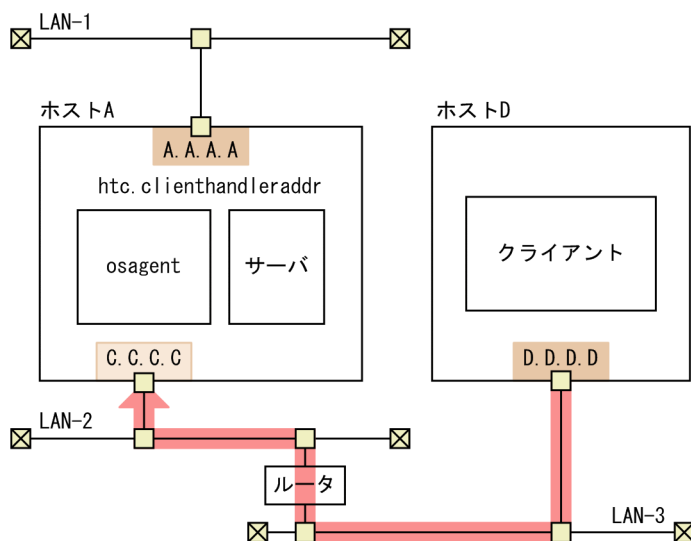 LAN-1
ホストA
ホストD
A.A.A.A
htc.clienthandleraddr
osagent
サーバ
クライアント
C.C.C.C
D.D.D.D
LAN-2
ルータ
LAN-3